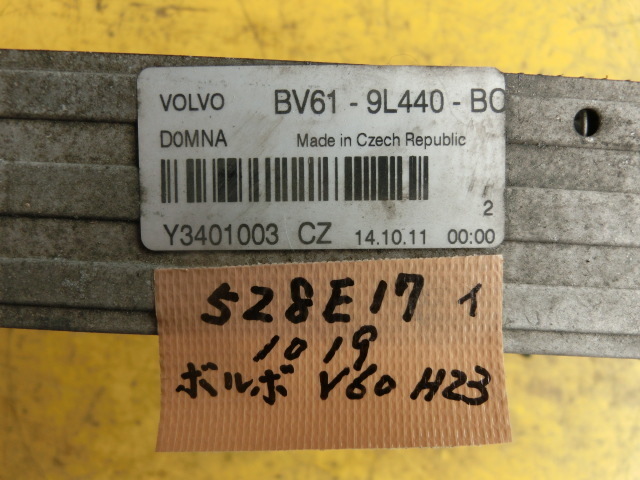 VOLVO BV61 - 9L440 - BC
D0MNA Made in Czech Republic
2
Y3401003 CZ 14.10.11 00:00
528E17 イ
1019
ボルボ V60 H23